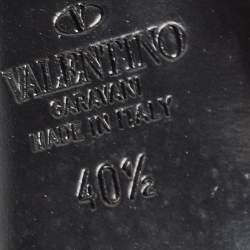 V
VALENTINO
GARAVANI
MADE IN ITALY
40½